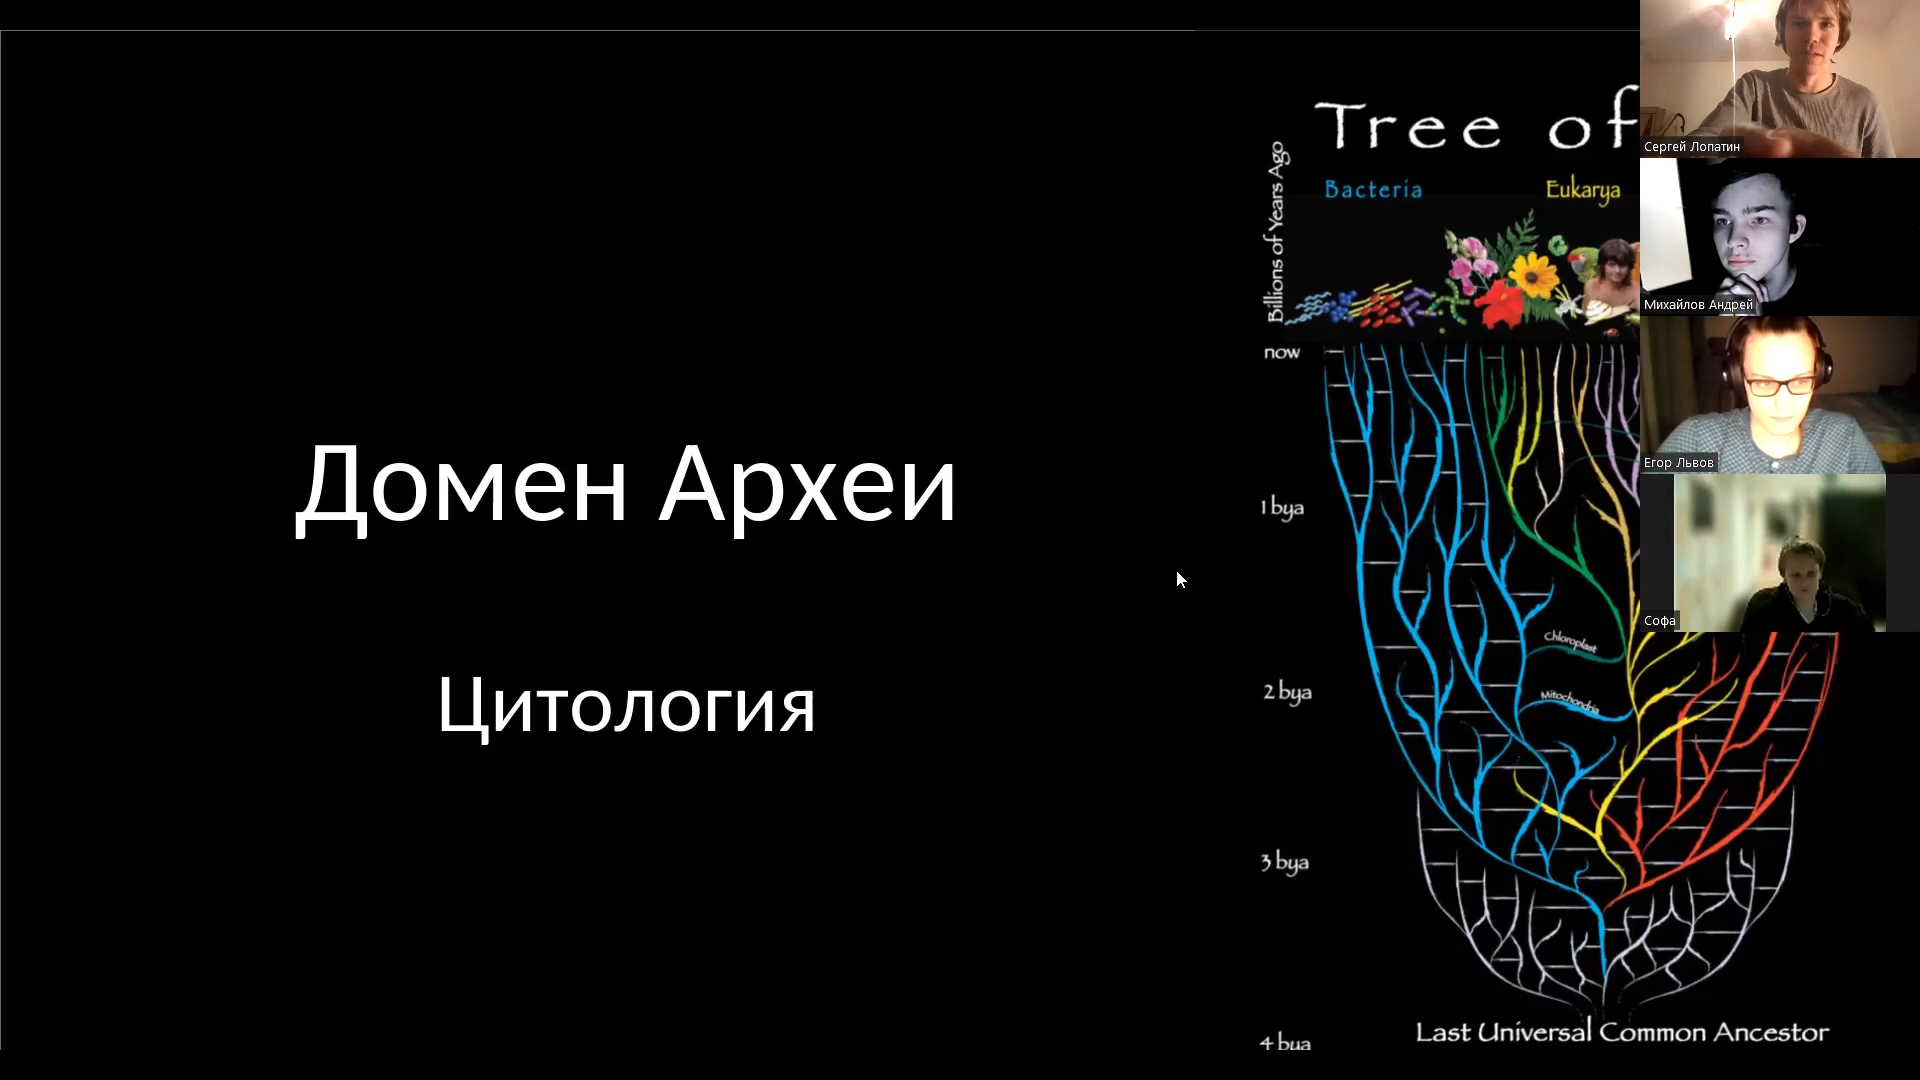 Tree of
Billions of Years Ago
Bacteria
Eukarya
now
Домен Археи
1 bya
Chloroplast
Цитология
2 bya
Mitochondria
3 bya
Last Universal Common Ancestor
4 bya
Сергей Лопатин
Михайлов Андрей
Егор Львов
Софа